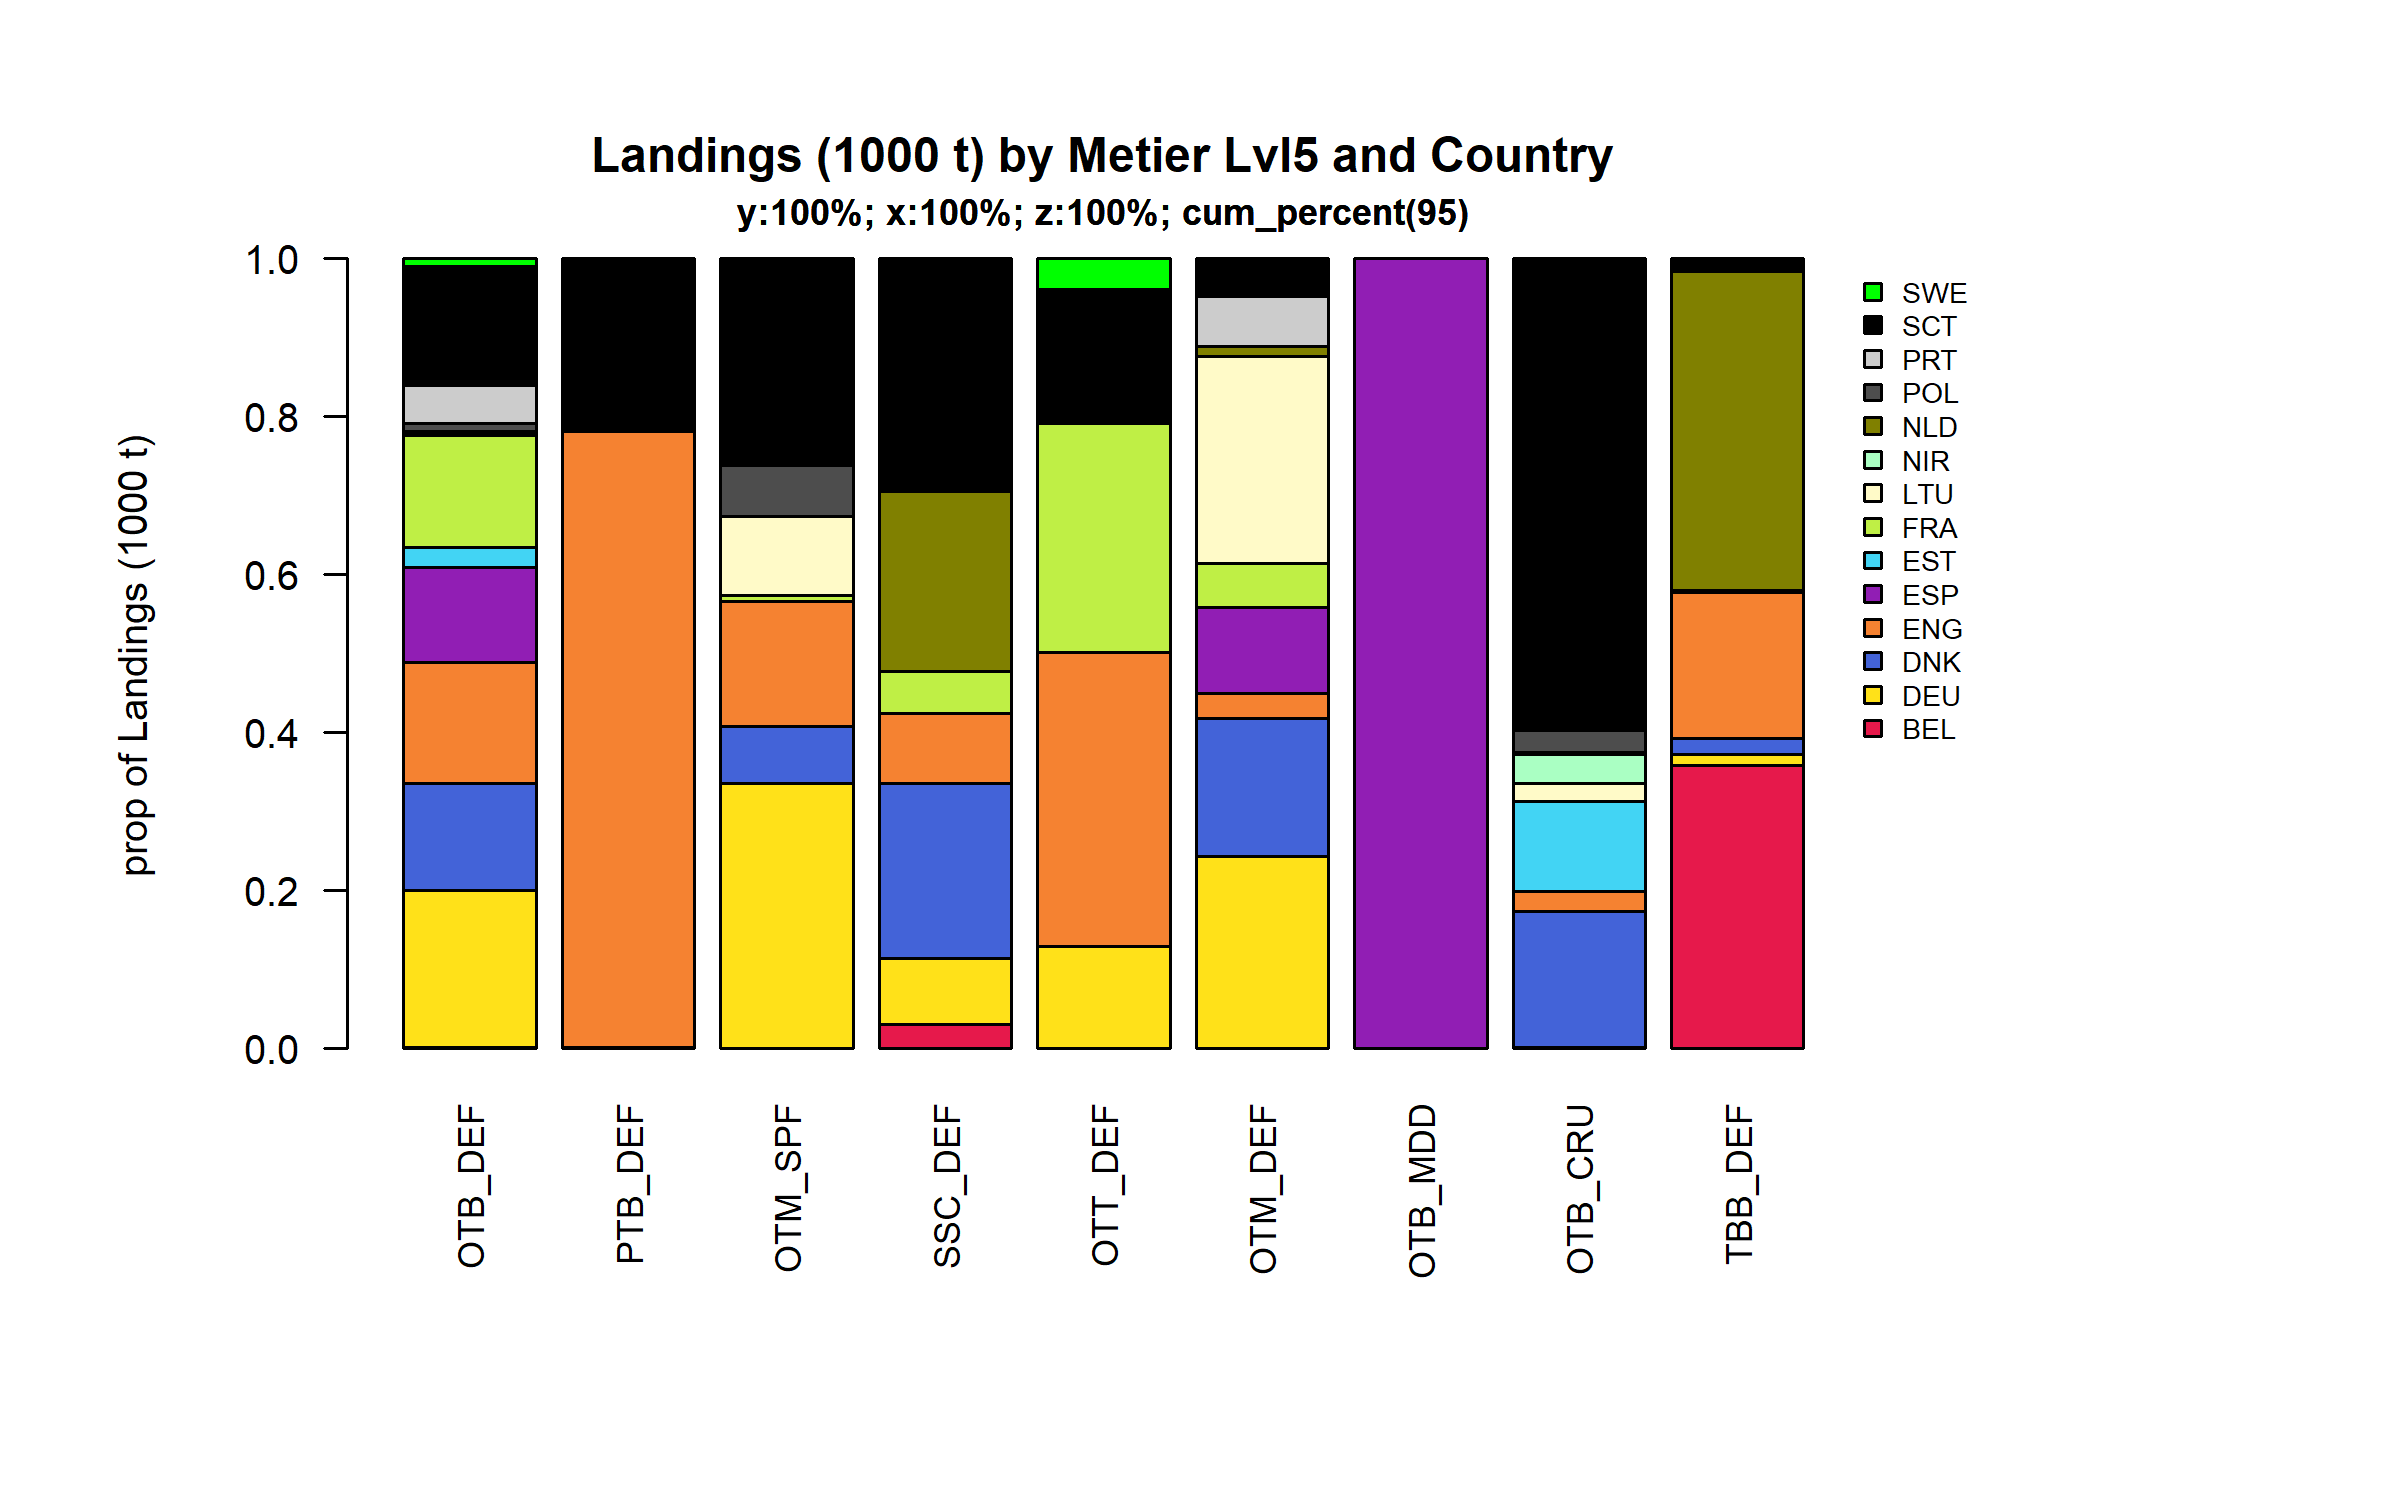 Landings (1000 t) by Metier Lvl5 and Country
y:100%; x:100%; z:100%; cum_percent(95)
prop of Landings (1000 t)
1.0
0.8
0.6
0.4
0.2
0.0
SWE
SCT
PRT
POL
NLD
NIR
LTU
FRA
EST
ESP
ENG
DNK
DEU
BEL
OTB_DEF
PTB_DEF
OTM_SPF
SSC_DEF
OTT_DEF
OTM_DEF
OTB_MDD
OTB_CRU
TBB_DEF